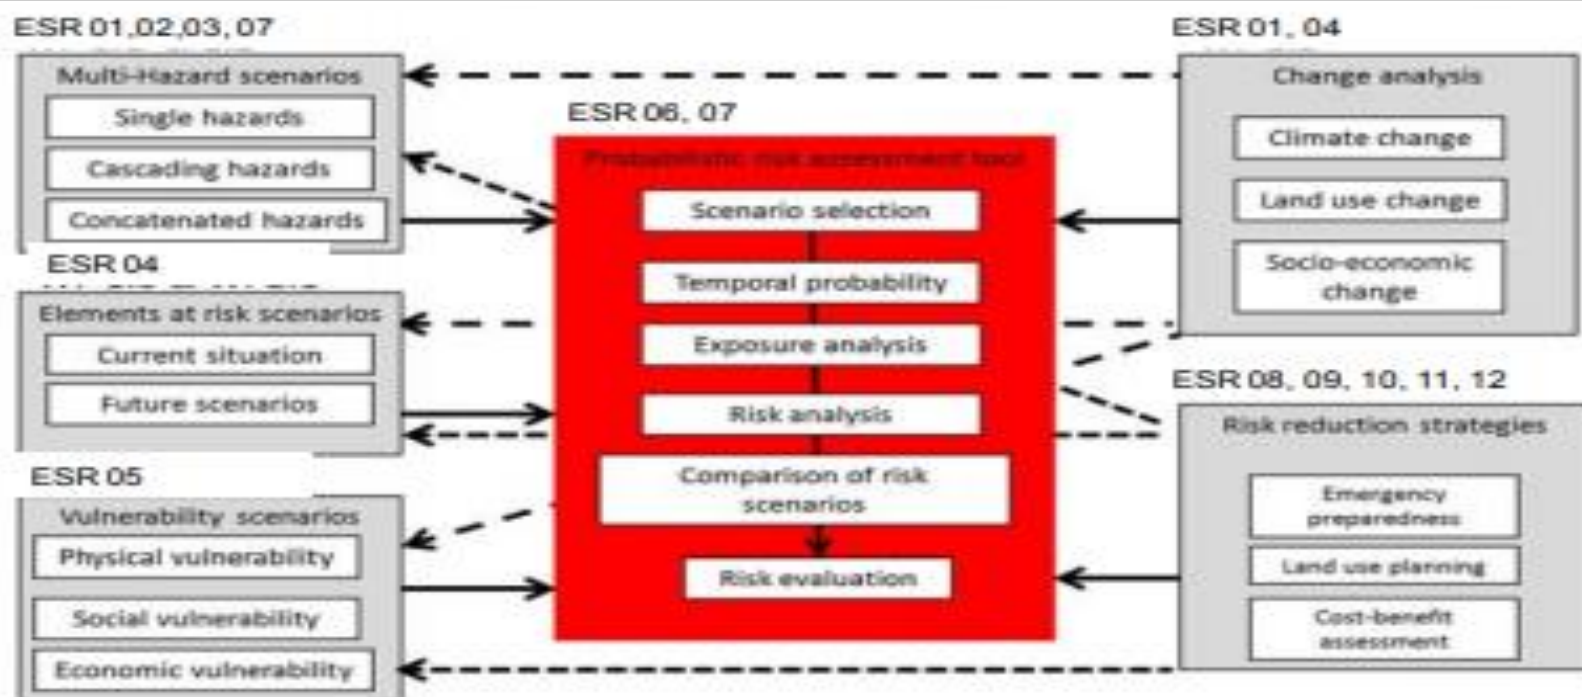 ESR 01,02,03, 07
Multi-Hazard scenarios
Single hazards
Cascading hazards
Concatenated hazards
ESR 04
Elements at risk scenarios
Current situation
Future scenarios
ESR 05
Vulnerability scenarios
Physical vulnerability
Social vulnerability
Economic vulnerability
ESR 06, 07
Probabilistic risk assessment tool
Scenario selection
Temporal probability
Exposure analysis
Risk analysis
Comparison of risk
scenarios
Risk evaluation
ESR 01, 04
Change analysis
Climate change
Land use change
Socio-economic
change
ESR 08, 09, 10, 11, 12
Risk reduction strategies
Emergency
preparedness
Land use planning
Cost-benefit
assessment